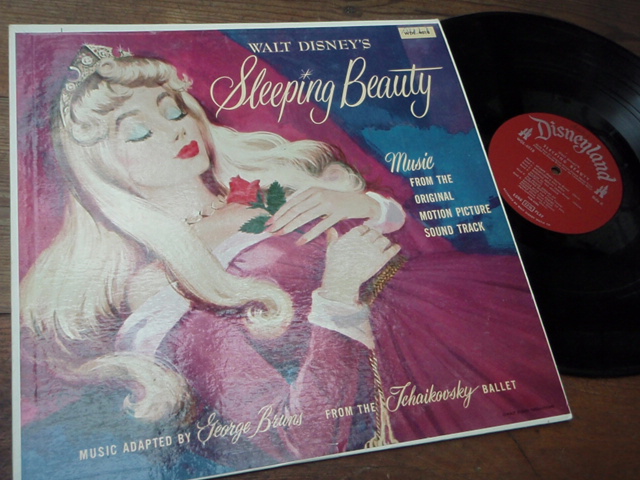 WALT DISNEY'S
Sleeping Beauty
Music
FROM THE
ORIGINAL
MOTION PICTURE
SOUND TRACK
MUSIC ADAPTED BY George Bruns FROM THE Tchaikovsky BALLET
Disneyland